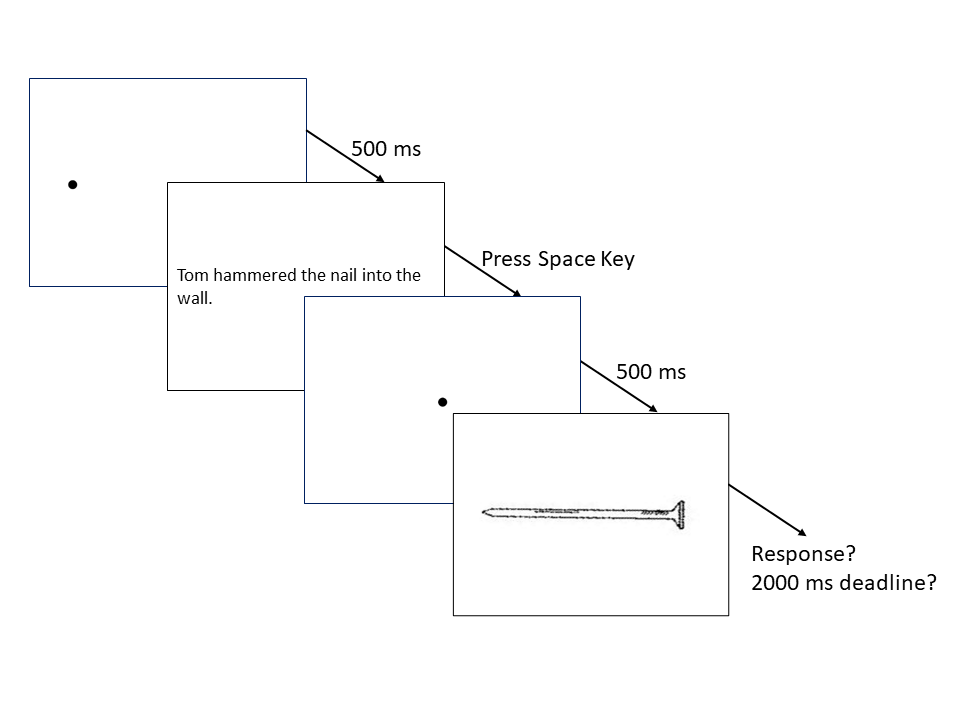 500 ms
Tom hammered the nail into the
wall.
Press Space Key
500 ms
Response?
2000 ms deadline?